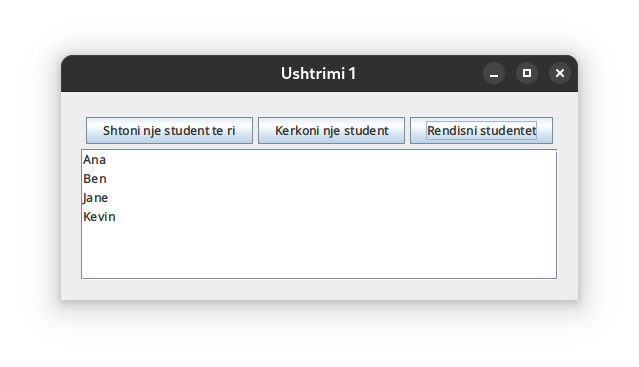 Ushtrimi 1
Shtoni nje student te ri Kerkoni nje student Rendisni studentet
Ana
Ben
Jane
Kevin